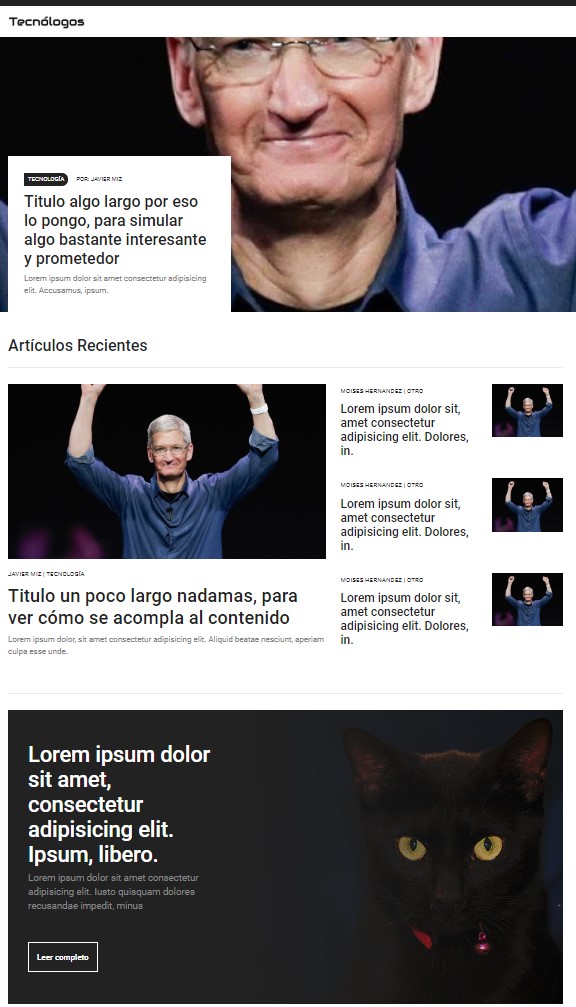 Tecnólogos
TECNOLOGÍA
POR: JAVIER MIZ
Titulo algo largo por eso
lo pongo, para simular
algo bastante interesante
y prometedor
Lorem ipsum dolor sit amet consectetur adipisicing
elit. Accusamus, ipsum.
Artículos Recientes
JAVIER MIZ | TECNOLOGÍA
Titulo un poco largo nadamas, para
ver cómo se acompla al contenido
Lorem ipsum dolor, sit amet consectetur adipisicing elit. Aliquid beatae nesciunt, aperiam
culpa esse unde.
MOISES HERNANDEZ | OTRO
Lorem ipsum dolor sit,
amet consectetur
adipisicing elit. Dolores,
in.
MOISES HERNANDEZ | OTRO
Lorem ipsum dolor sit,
amet consectetur
adipisicing elit. Dolores,
in.
MOISES HERNANDEZ | OTRO
Lorem ipsum dolor sit,
amet consectetur
adipisicing elit. Dolores,
in.
Lorem ipsum dolor
sit amet,
consectetur
adipisicing elit.
Ipsum, libero.
Lorem ipsum dolor sit amet consectetur
adipisicing elit. Iusto quisquam dolores
recusandae impedit, minus
Leer completo